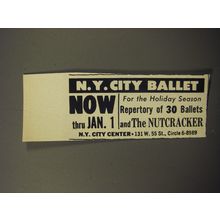 N.Y. CITY BALLET
NOW
thru JAN. 1
For the Holiday Season
Repertory of 30 Ballets
and The NUTCRACKER
N.Y. CITY CENTER • 131 W. 55 ST., Circle 6-8989